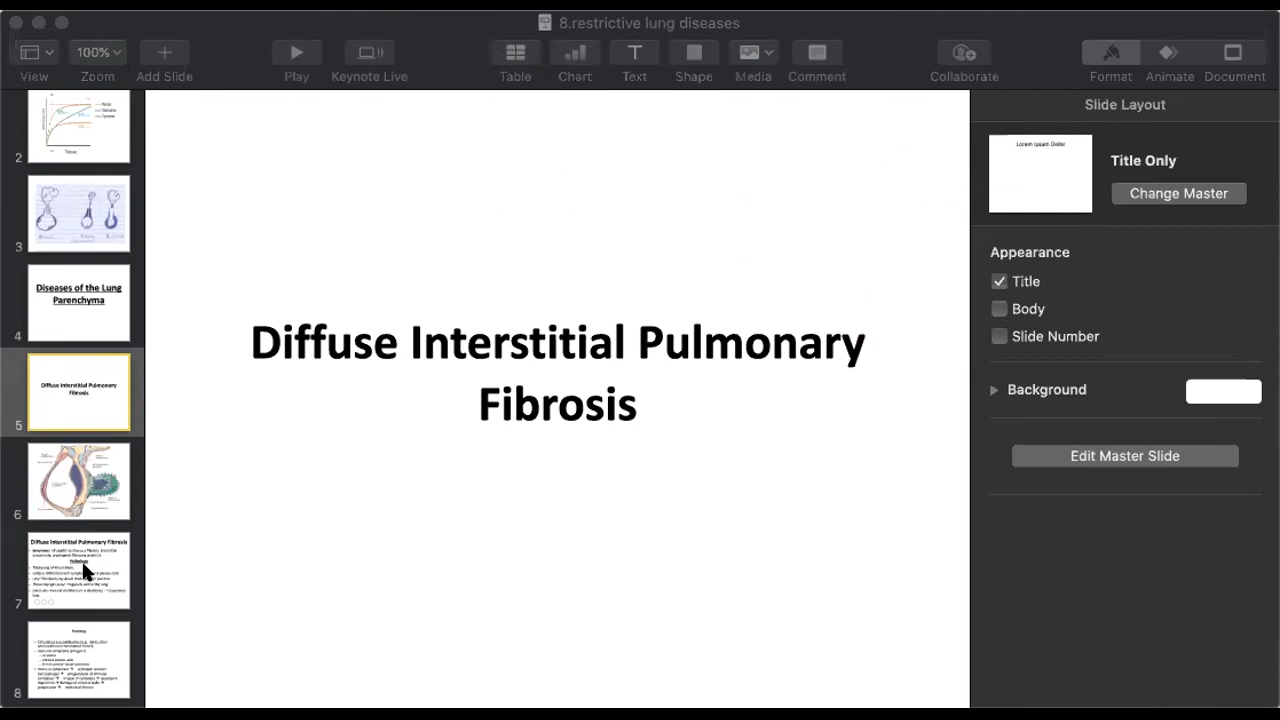 8.restrictive lung diseases
100%
View
Zoom
Add Slide
Play
Keynote Live
Table
Chart
Text
Shape
Media
Comment
Collaborate
Format
Animate
Document
2
3
Diseases of the Lung
Parenchyma
4
Diffuse Interstitial Pulmonary
Fibrosis
5
6
Diffuse Interstitial Pulmonary Fibrosis
7
8
Diffuse Interstitial Pulmonary
Fibrosis
Slide Layout
Lorem Ipsum Dolor
Title Only
Change Master
Appearance
Title
Body
Slide Number
Background
Edit Master Slide